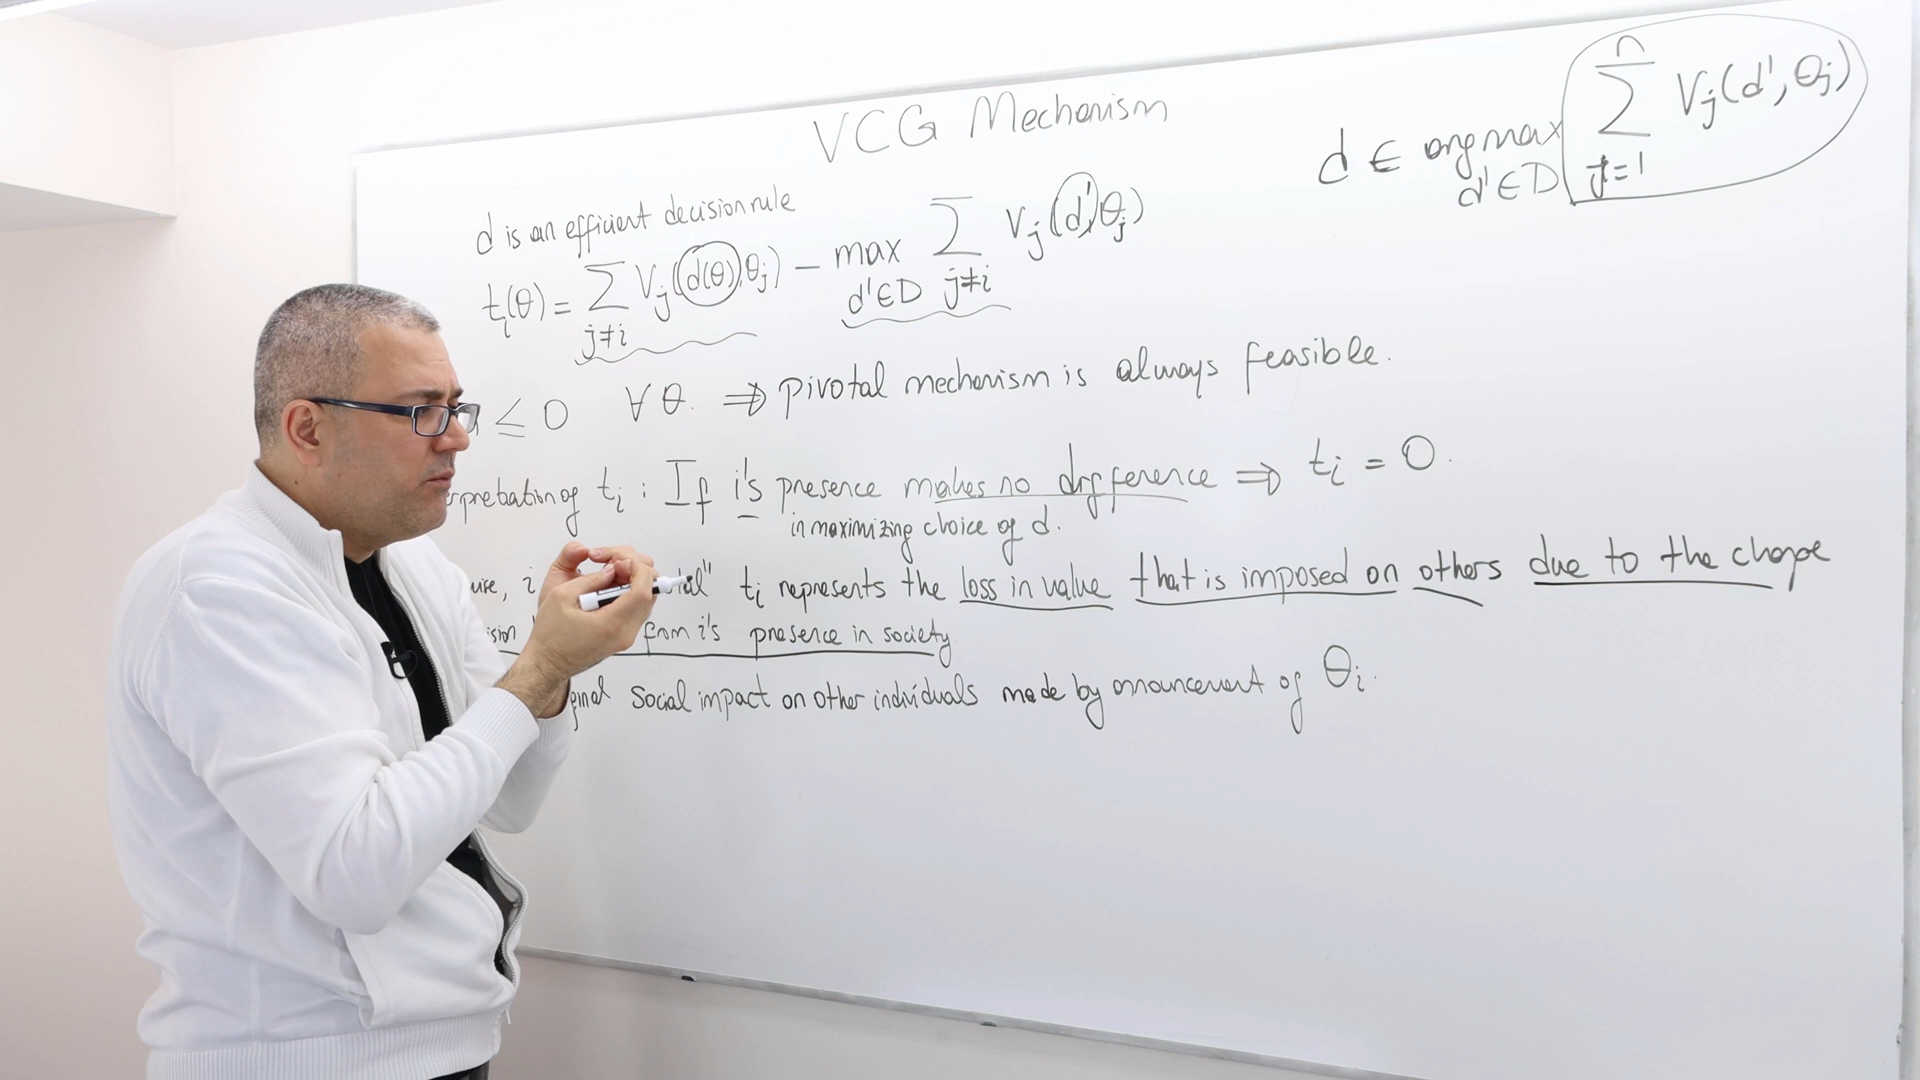 VCG Mechanism
d ∈ argmax d'∈D ∑ j=1 n Vj(d', θj)
d is an efficient decision rule
ti(θ) = ∑ j≠i Vj(d(θ), θj) − max d'∈D ∑ j≠i Vj(d', θj)
≤ 0 ∀ θ. ⇒ pivotal mechanism is always feasible.
rpretation of ti : If i's presence makes no difference ⇒ ti = 0.
in maximizing choice of d.
i ti represents the loss in value that is imposed on others due to the change
from i's presence in society
ginal social impact on other individuals made by announcement of θi.